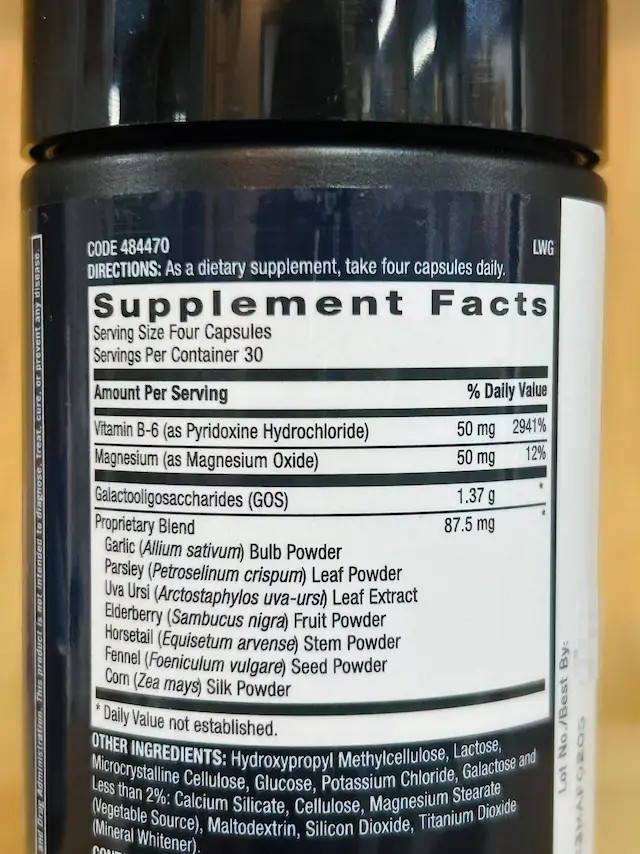 CODE 484470 LWG
DIRECTIONS: As a dietary supplement, take four capsules daily.
Supplement Facts
Serving Size Four Capsules
Servings Per Container 30
Amount Per Serving % Daily Value
Vitamin B-6 (as Pyridoxine Hydrochloride) 50 mg 2941%
Magnesium (as Magnesium Oxide) 50 mg 12%
Galactooligosaccharides (GOS) 1.37 g *
Proprietary Blend 87.5 mg *
Garlic (Allium sativum) Bulb Powder
Parsley (Petroselinum crispum) Leaf Powder
Uva Ursi (Arctostaphylos uva-ursi) Leaf Extract
Elderberry (Sambucus nigra) Fruit Powder
Horsetail (Equisetum arvense) Stem Powder
Fennel (Foeniculum vulgare) Seed Powder
Corn (Zea mays) Silk Powder
* Daily Value not established.
OTHER INGREDIENTS: Hydroxypropyl Methylcellulose, Lactose,
Microcrystalline Cellulose, Glucose, Potassium Chloride, Galactose and
Less than 2%: Calcium Silicate, Cellulose, Magnesium Stearate
(Vegetable Source), Maltodextrin, Silicon Dioxide, Titanium Dioxide
(Mineral Whitener).
and Drug Administration. This product is not intended to diagnose, treat, cure, or prevent any disease.
Lot No./Best By: